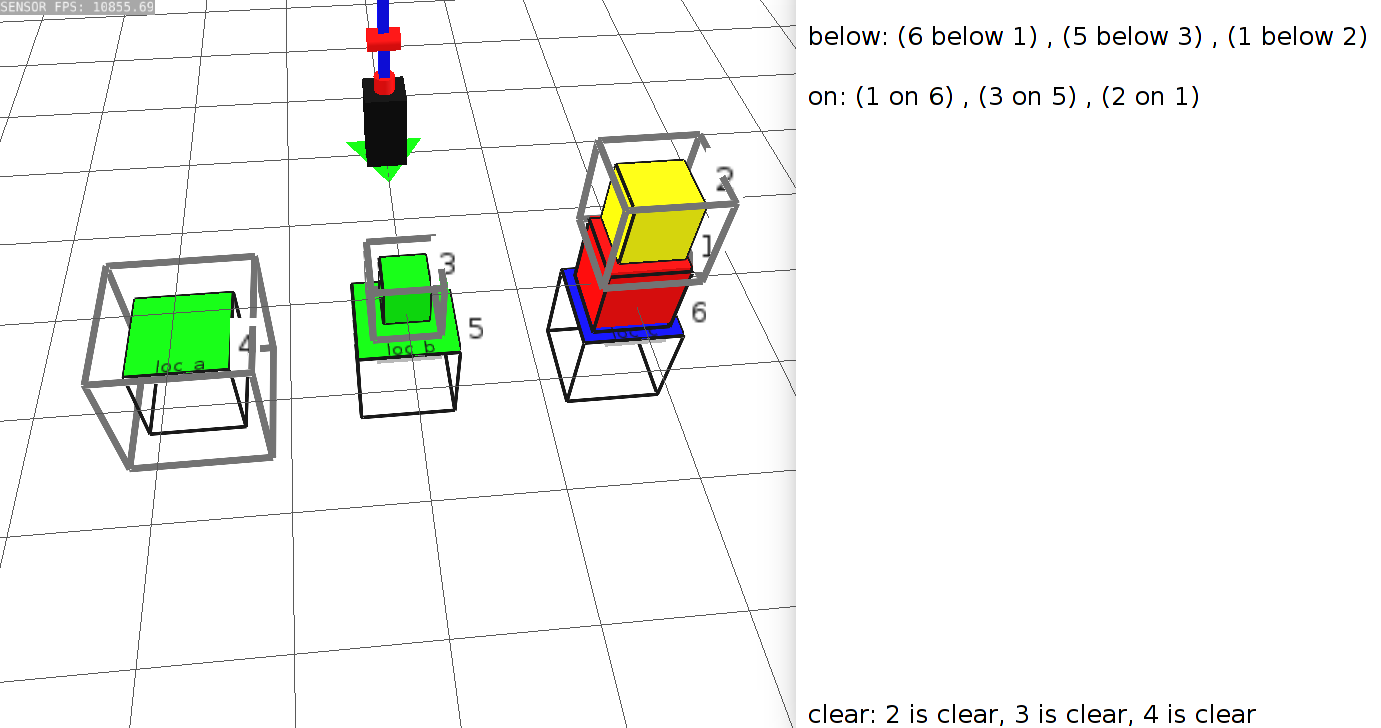 SENSOR FPS: 10855.69
below: (6 below 1) , (5 below 3) , (1 below 2)
on: (1 on 6) , (3 on 5) , (2 on 1)
2
1
3
6
5
4
loc_b
loc_a
clear: 2 is clear, 3 is clear, 4 is clear